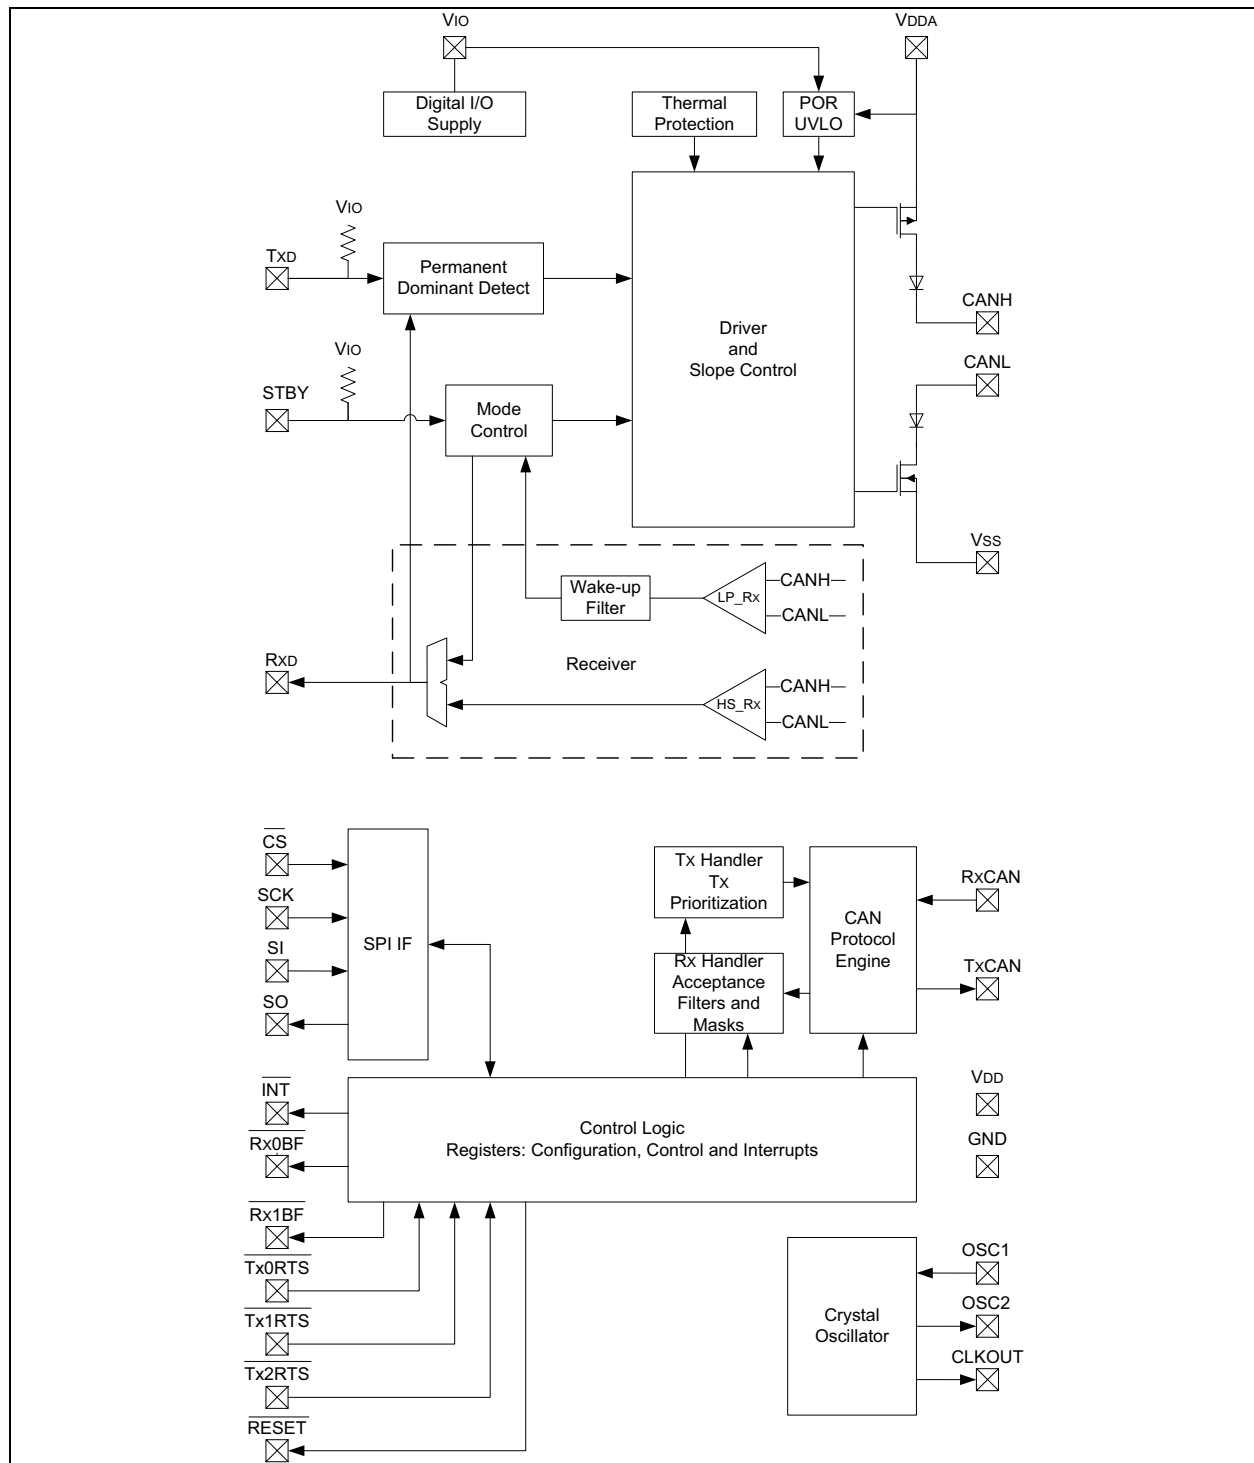 VIO
VDDA
Digital I/O
Supply
Thermal
Protection
POR
UVLO
VIO
TXD
Permanent
Dominant Detect
CANH
Driver
and
Slope Control
VIO
STBY
CANL
Mode
Control
VSS
Wake-up
Filter
LP_RX
CANH
CANL
RXD
Receiver
HS_RX
CANH
CANL
CS
SCK
SI
SO
SPI IF
TX Handler
TX
Prioritization
RX Handler
Acceptance
Filters and
Masks
CAN
Protocol
Engine
RXCAN
TXCAN
INT
RX0BF
RX1BF
Control Logic
Registers: Configuration, Control and Interrupts
VDD
GND
Tx0RTS
Tx1RTS
Tx2RTS
RESET
Crystal
Oscillator
OSC1
OSC2
CLKOUT